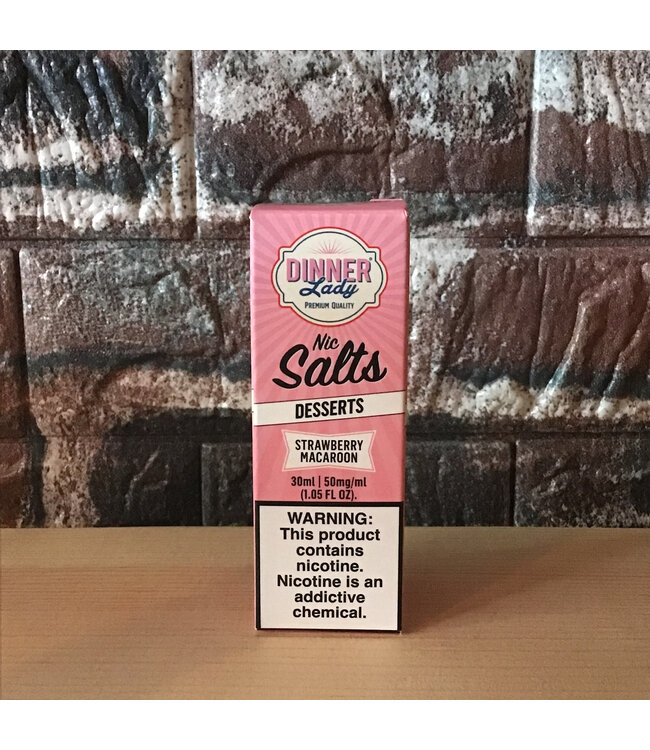 DINNER
Lady
PREMIUM QUALITY
Nic
Salts
DESSERTS
STRAWBERRY
MACAROON
30ml | 50mg/ml
(1.05 FL OZ).
WARNING:
This product
contains
nicotine.
Nicotine is an
addictive
chemical.